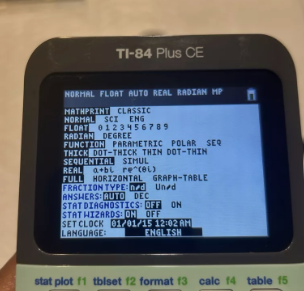 TI-84 Plus CE
NORMAL FLOAT AUTO REAL RADIAN MP
MATHPRINT CLASSIC
NORMAL SCI ENG
FLOAT 0 1 2 3 4 5 6 7 8 9
RADIAN DEGREE
FUNCTION PARAMETRIC POLAR SEQ
THICK DOT-THICK THIN DOT-THIN
SEQUENTIAL SIMUL
REAL a+bi re^(θi)
FULL HORIZONTAL GRAPH-TABLE
FRACTION TYPE: n/d Un/d
ANSWERS: AUTO DEC
STAT DIAGNOSTICS: OFF ON
STAT WIZARDS: ON OFF
SET CLOCK 01/01/15 12:02 AM
LANGUAGE: ENGLISH
stat plot f1 tblset f2 format f3 calc f4 table f5